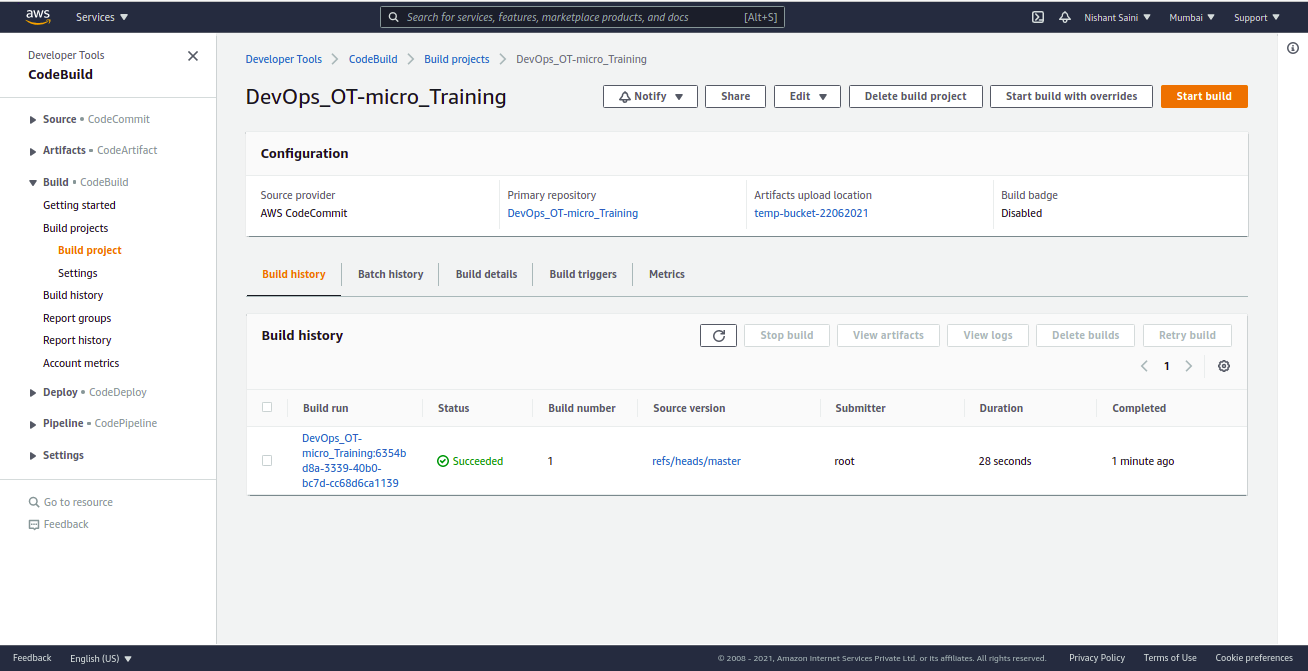 aws Services Search for services, features, marketplace products, and docs [Alt+S] Nishant Saini Mumbai Support
Developer Tools
CodeBuild
Source • CodeCommit
Artifacts • CodeArtifact
Build • CodeBuild
Getting started
Build projects
Build project
Settings
Build history
Report groups
Report history
Account metrics
Deploy • CodeDeploy
Pipeline • CodePipeline
Settings
Go to resource
Feedback
Developer Tools CodeBuild Build projects DevOps_OT-micro_Training
DevOps_OT-micro_Training Notify Share Edit Delete build project Start build with overrides Start build
Configuration
Source provider Primary repository Artifacts upload location Build badge
AWS CodeCommit DevOps_OT-micro_Training temp-bucket-22062021 Disabled
Build history Batch history Build details Build triggers Metrics
Build history Stop build View artifacts View logs Delete builds Retry build
1
Build run Status Build number Source version Submitter Duration Completed
DevOps_OT-
micro_Training:6354b
d8a-3339-40b0-
bc7d-cc68d6ca1139
Succeeded 1 refs/heads/master root 28 seconds 1 minute ago
Feedback English (US) © 2008 - 2021, Amazon Internet Services Private Ltd. or its affiliates. All rights reserved. Privacy Policy Terms of Use Cookie preferences